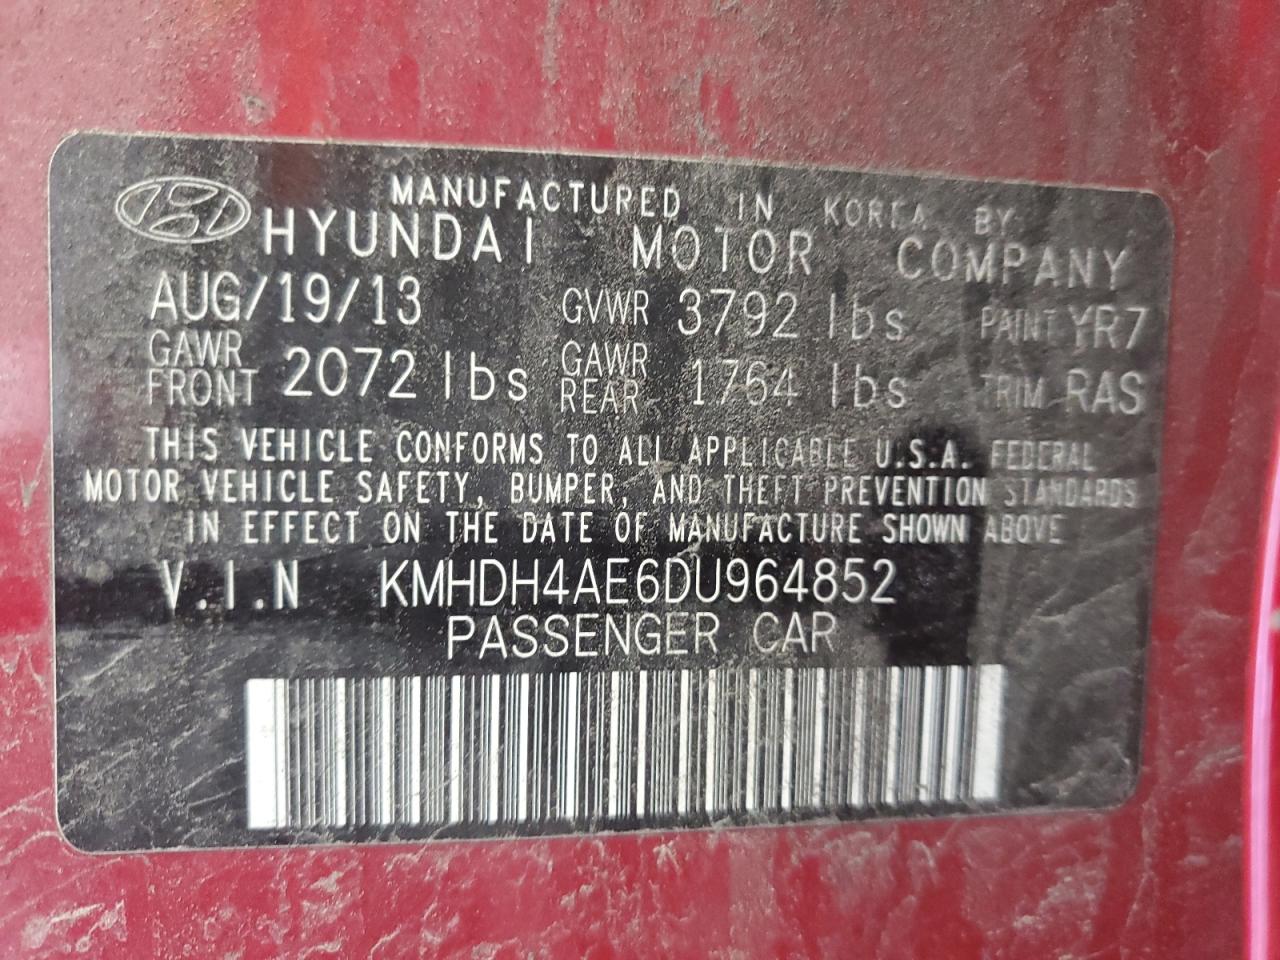 MANUFACTURED IN KOREA BY
HYUNDAI MOTOR COMPANY
AUG/19/13 GVWR 3792 lbs PAINT YR7
GAWR FRONT 2072 lbs GAWR REAR 1764 lbs TRIM RAS
THIS VEHICLE CONFORMS TO ALL APPLICABLE U.S.A. FEDERAL
MOTOR VEHICLE SAFETY, BUMPER, AND THEFT PREVENTION STANDARDS
IN EFFECT ON THE DATE OF MANUFACTURE SHOWN ABOVE
V.I.N KMHDH4AE6DU964852
PASSENGER CAR